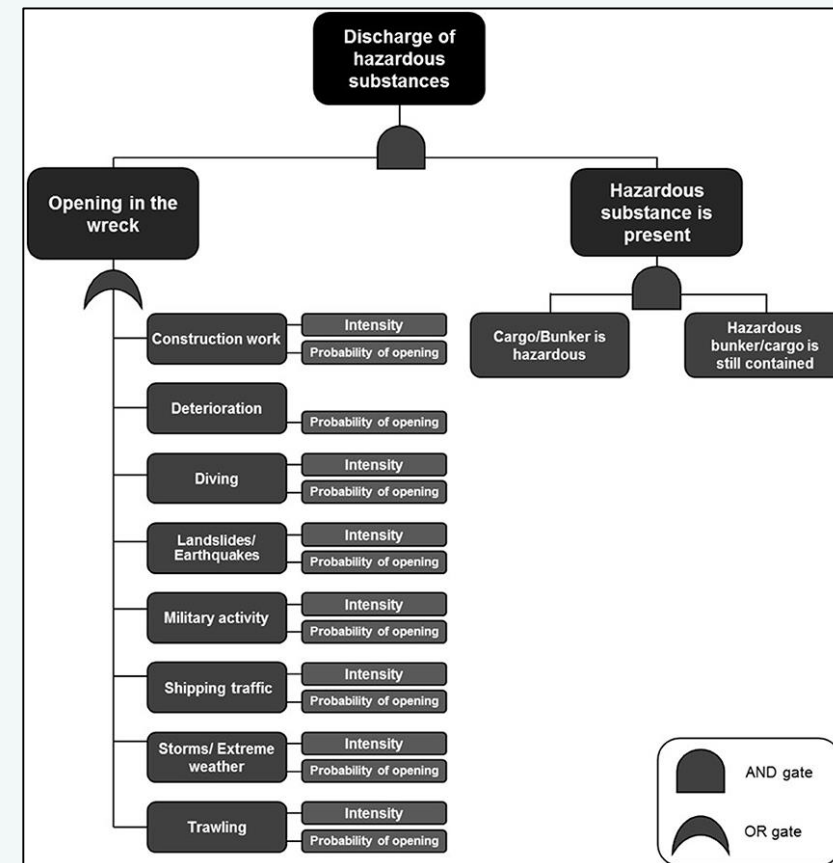 Discharge of
hazardous
substances
Opening in the
wreck
Hazardous
substance is
present
Construction work
Intensity
Probability of opening
Cargo/Bunker is
hazardous
Hazardous
bunker/cargo is
still contained
Deterioration
Probability of opening
Diving
Intensity
Probability of opening
Landslides/
Earthquakes
Intensity
Probability of opening
Military activity
Intensity
Probability of opening
Shipping traffic
Intensity
Probability of opening
Storms/ Extreme
weather
Intensity
Probability of opening
Trawling
Intensity
Probability of opening
AND gate
OR gate